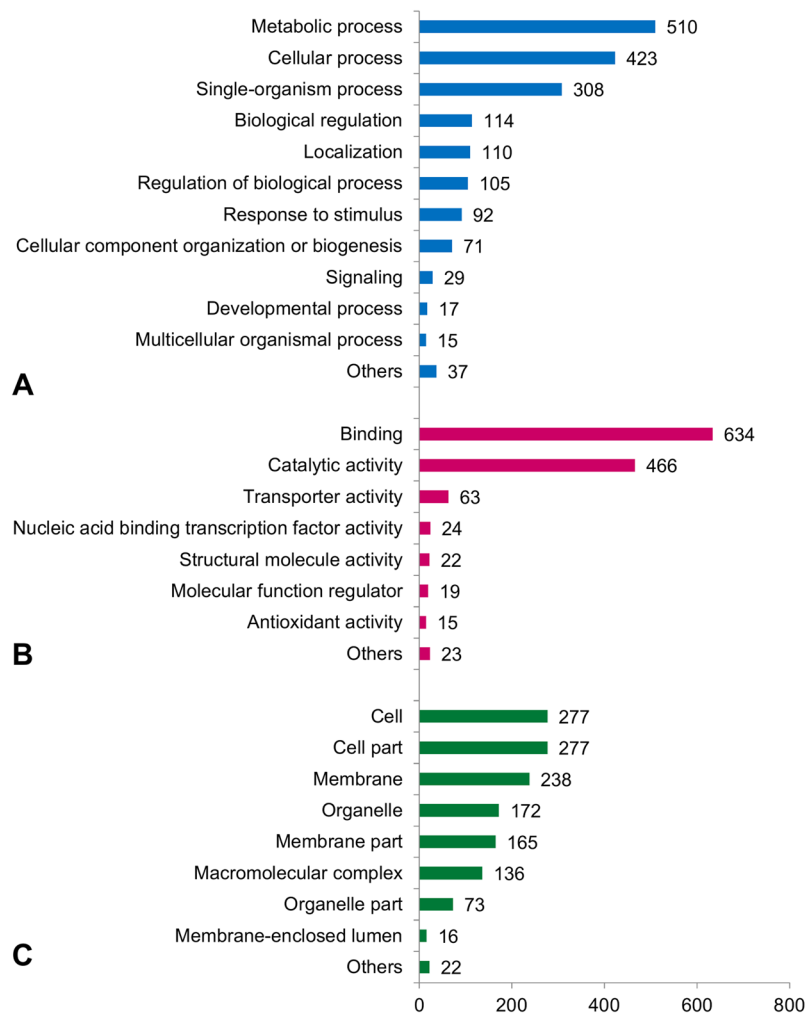 Metabolic process 510
Cellular process 423
Single-organism process 308
Biological regulation 114
Localization 110
Regulation of biological process 105
Response to stimulus 92
Cellular component organization or biogenesis 71
Signaling 29
Developmental process 17
Multicellular organismal process 15
Others 37
A
Binding 634
Catalytic activity 466
Transporter activity 63
Nucleic acid binding transcription factor activity 24
Structural molecule activity 22
Molecular function regulator 19
Antioxidant activity 15
Others 23
B
Cell 277
Cell part 277
Membrane 238
Organelle 172
Membrane part 165
Macromolecular complex 136
Organelle part 73
Membrane-enclosed lumen 16
Others 22
C
0 200 400 600 800